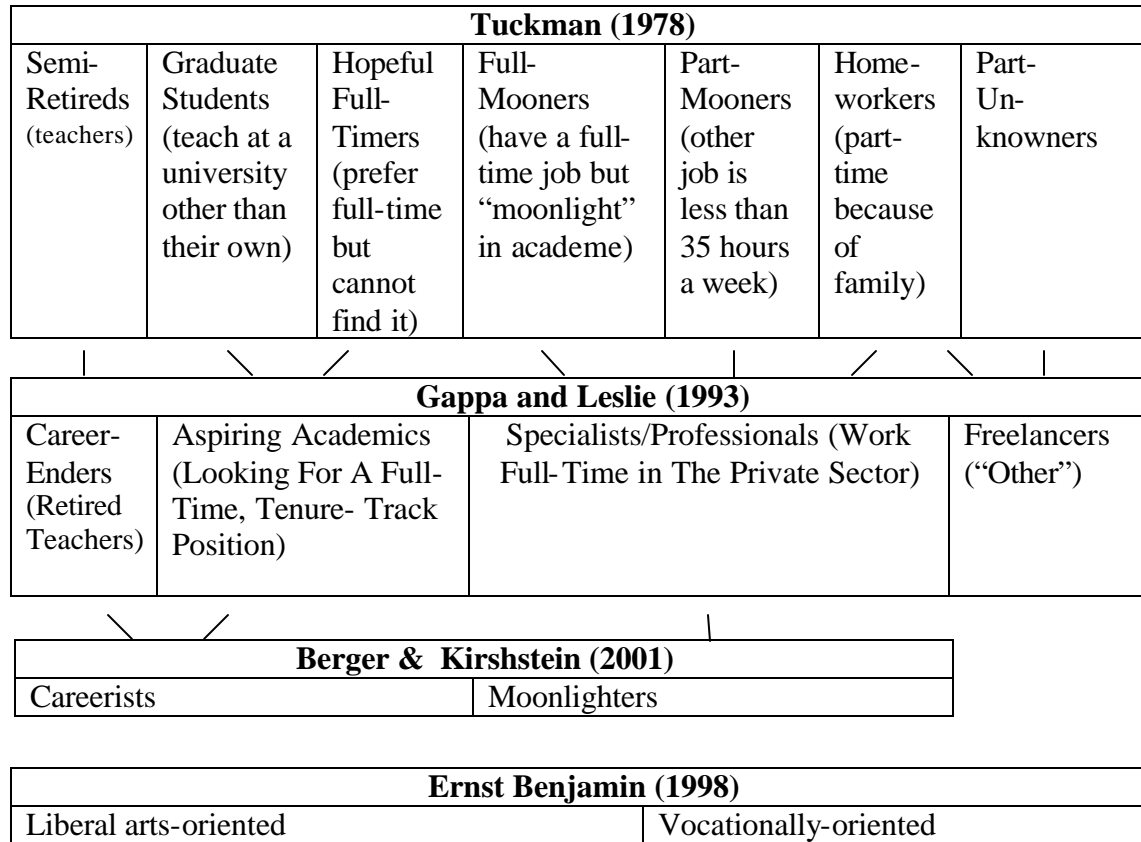 Tuckman (1978)
Semi-
Retireds
(teachers)
Graduate
Students
(teach at a
university
other than
their own)
Hopeful
Full-
Timers
(prefer
full-time
but
cannot
find it)
Full-
Mooners
(have a full-
time job but
“moonlight”
in academe)
Part-
Mooners
(other
job is
less than
35 hours
a week)
Home-
workers
(part-
time
because
of
family)
Part-
Un-
knowners
Gappa and Leslie (1993)
Career-
Enders
(Retired
Teachers)
Aspiring Academics
(Looking For A Full-
Time, Tenure- Track
Position)
Specialists/Professionals (Work
Full-Time in The Private Sector)
Freelancers
(“Other”)
Berger & Kirshstein (2001)
Careerists
Moonlighters
Ernst Benjamin (1998)
Liberal arts-oriented
Vocationally-oriented